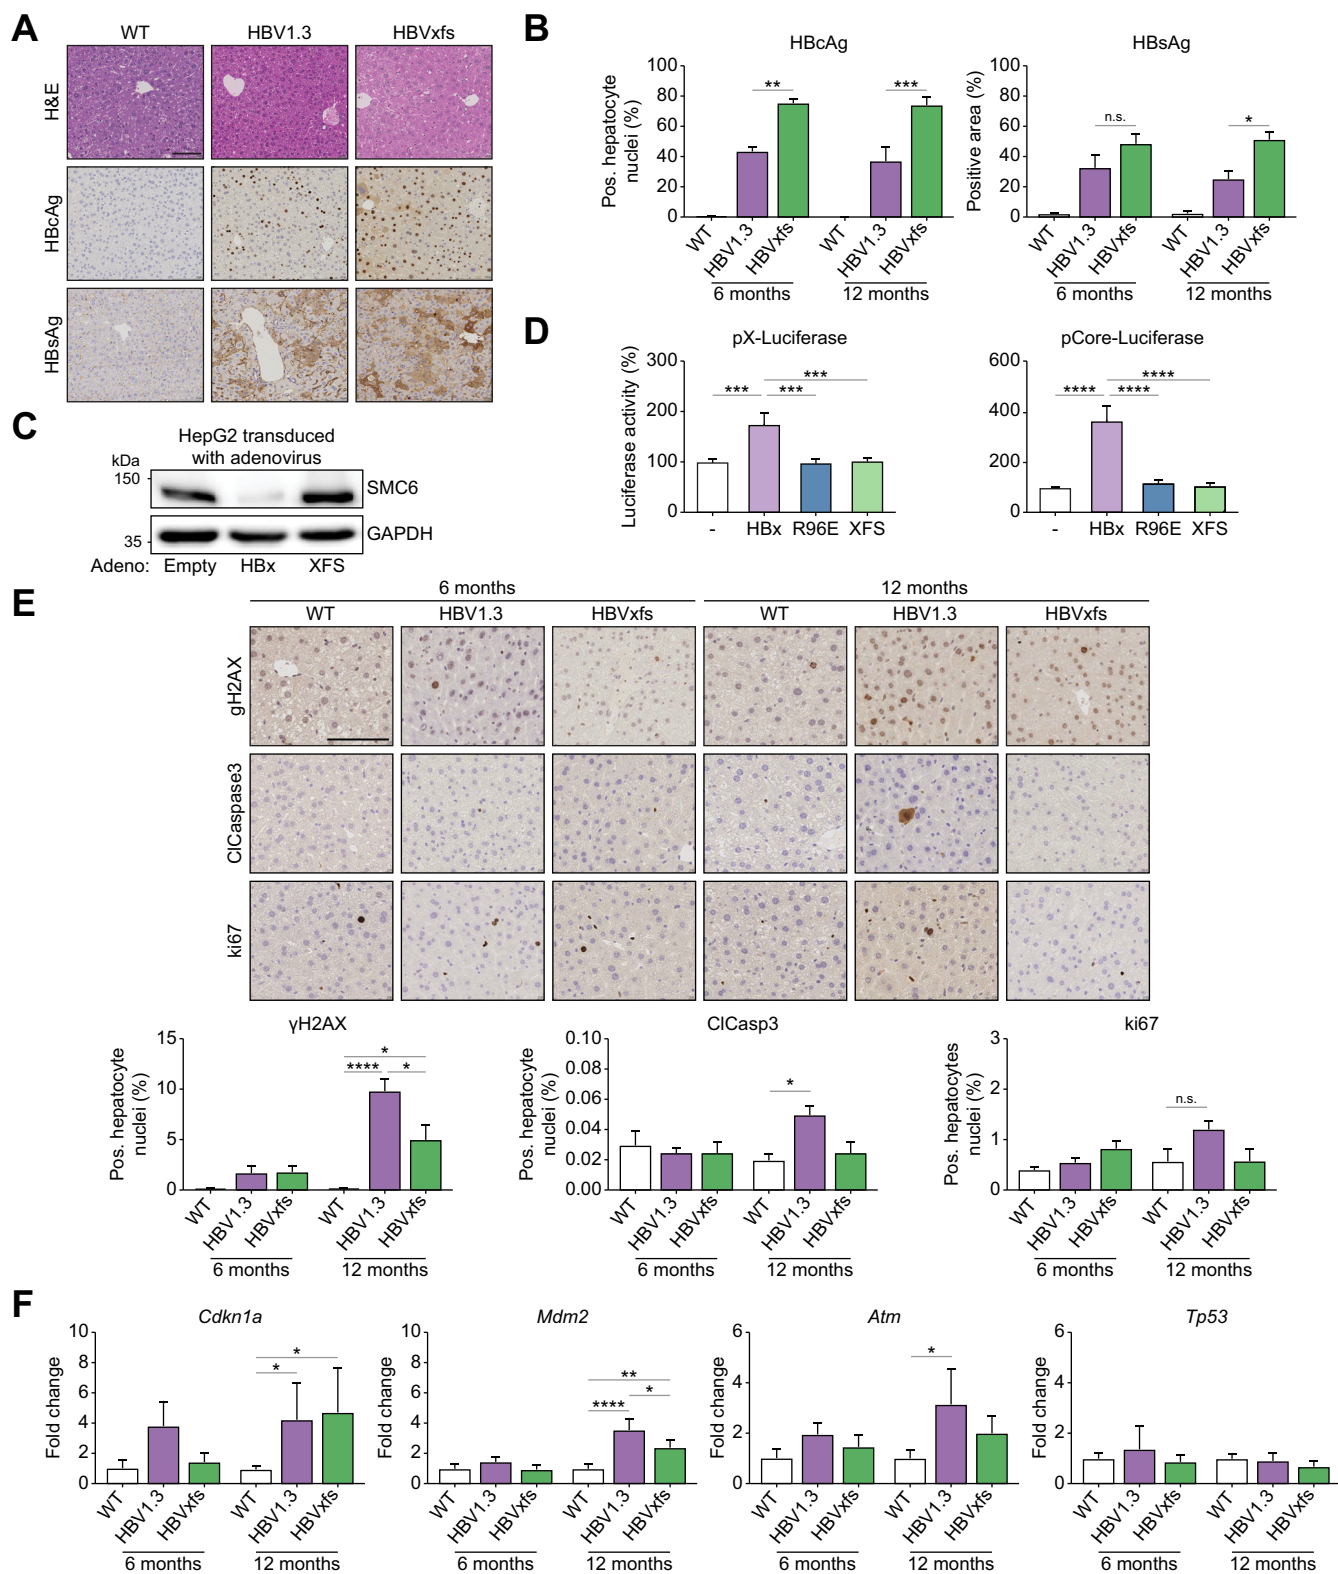 A
WT HBV1.3 HBVxfs
H&E
HBcAg
HBsAg
B
HBcAg
Pos. hepatocyte
nuclei (%)
100
80
60
40
20
0
** ***
WT HBV1.3 HBVxfs WT HBV1.3 HBVxfs
6 months 12 months
HBsAg
Positive area (%)
100
80
60
40
20
0
n.s. *
WT HBV1.3 HBVxfs WT HBV1.3 HBVxfs
6 months 12 months
C
HepG2 transduced
with adenovirus
kDa
150
SMC6
35
GAPDH
Adeno: Empty HBx XFS
D
pX-Luciferase
Luciferase activity (%)
300
200
100
0
***
*** ***
- HBx R96E XFS
pCore-Luciferase
600
400
200
0
****
**** ****
- HBx R96E XFS
E
6 months 12 months
WT HBV1.3 HBVxfs WT HBV1.3 HBVxfs
gH2AX
ClCaspase3
ki67
γH2AX
Pos. hepatocyte
nuclei (%)
15
10
5
0
*
**** *
WT HBV1.3 HBVxfs WT HBV1.3 HBVxfs
6 months 12 months
ClCasp3
Pos. hepatocyte
nuclei (%)
0.10
0.08
0.06
0.04
0.02
0.00
*
WT HBV1.3 HBVxfs WT HBV1.3 HBVxfs
6 months 12 months
ki67
Pos. hepatocytes
nuclei (%)
3
2
1
0
n.s.
WT HBV1.3 HBVxfs WT HBV1.3 HBVxfs
6 months 12 months
F
Cdkn1a
Fold change
10
8
6
4
2
0
*
*
WT HBV1.3 HBVxfs WT HBV1.3 HBVxfs
6 months 12 months
Mdm2
Fold change
10
8
6
4
2
0
**
*
****
WT HBV1.3 HBVxfs WT HBV1.3 HBVxfs
6 months 12 months
Atm
Fold change
6
4
2
0
*
WT HBV1.3 HBVxfs WT HBV1.3 HBVxfs
6 months 12 months
Tp53
Fold change
6
4
2
0
WT HBV1.3 HBVxfs WT HBV1.3 HBVxfs
6 months 12 months